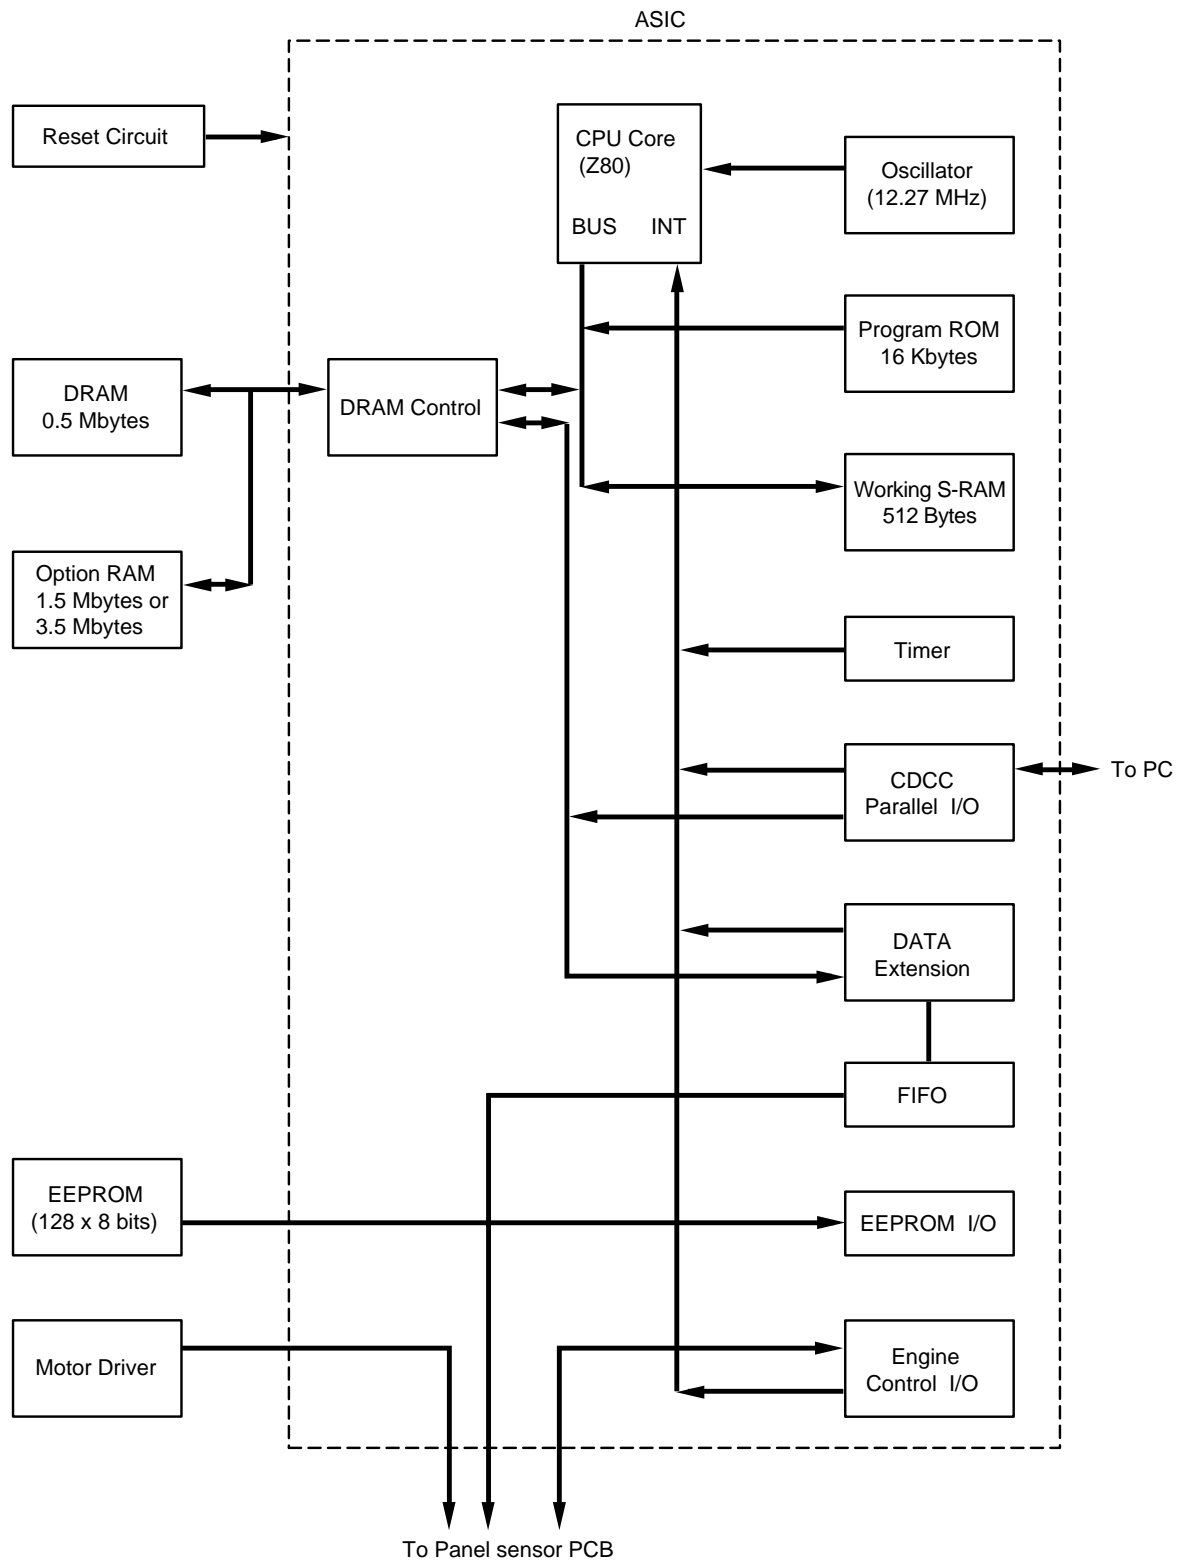 ASIC
Reset Circuit
CPU Core
(Z80)
BUS INT
Oscillator
(12.27 MHz)
Program ROM
16 Kbytes
DRAM
0.5 Mbytes
DRAM Control
Working S-RAM
512 Bytes
Option RAM
1.5 Mbytes or
3.5 Mbytes
Timer
CDCC
Parallel I/O
To PC
DATA
Extension
FIFO
EEPROM
(128 x 8 bits)
EEPROM I/O
Motor Driver
Engine
Control I/O
To Panel sensor PCB